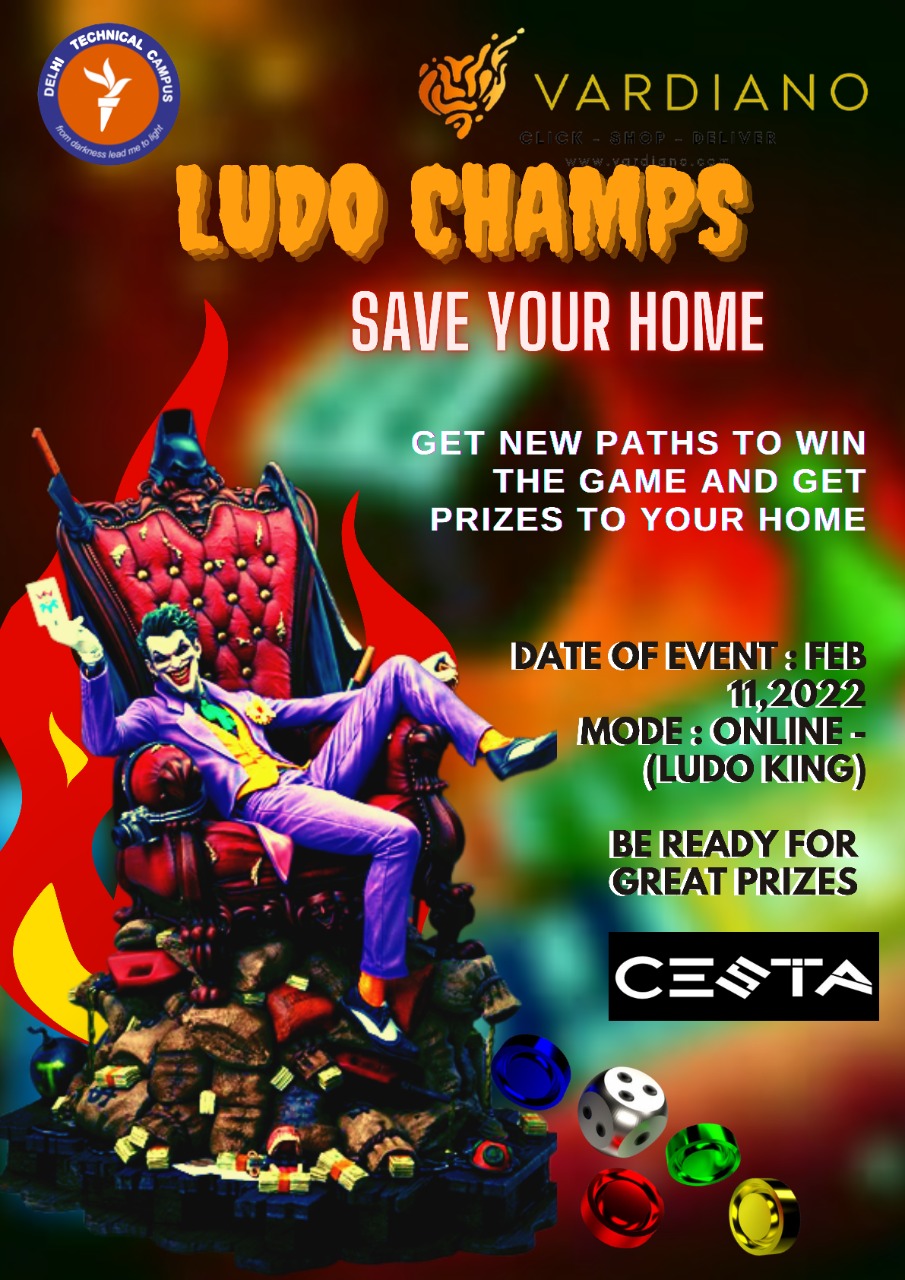 DELHI TECHNICAL CAMPUS
from darkness lead me to light
VARDIANO
CLICK - SHOP - DELIVER
www.vardiano.com
LUDO CHAMPS
SAVE YOUR HOME
GET NEW PATHS TO WIN
THE GAME AND GET
PRIZES TO YOUR HOME
DATE OF EVENT : FEB
11,2022
MODE : ONLINE -
(LUDO KING)
BE READY FOR
GREAT PRIZES
CESTA